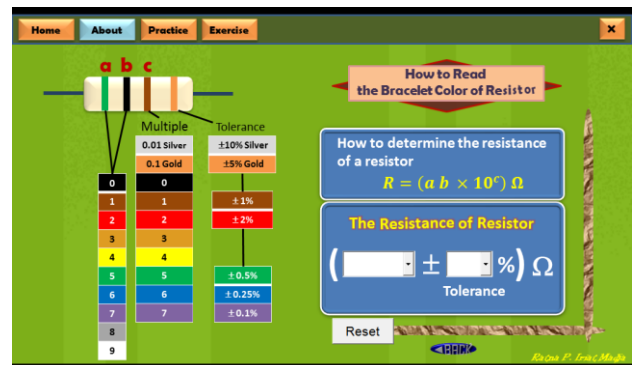 Home About Practice Exercise ×
a b c
How to Read
the Bracelet Color of Resistor
Multiple Tolerance
0.01 Silver ±10% Silver
0.1 Gold ±5% Gold
0 0
1 1 ±1%
2 2 ±2%
3 3
4 4
5 5 ±0.5%
6 6 ±0.25%
7 7 ±0.1%
8
9
How to determine the resistance
of a resistor
R = (a b × 10ᶜ) Ω
The Resistance of Resistor
( ± %) Ω
Tolerance
Reset
BACK